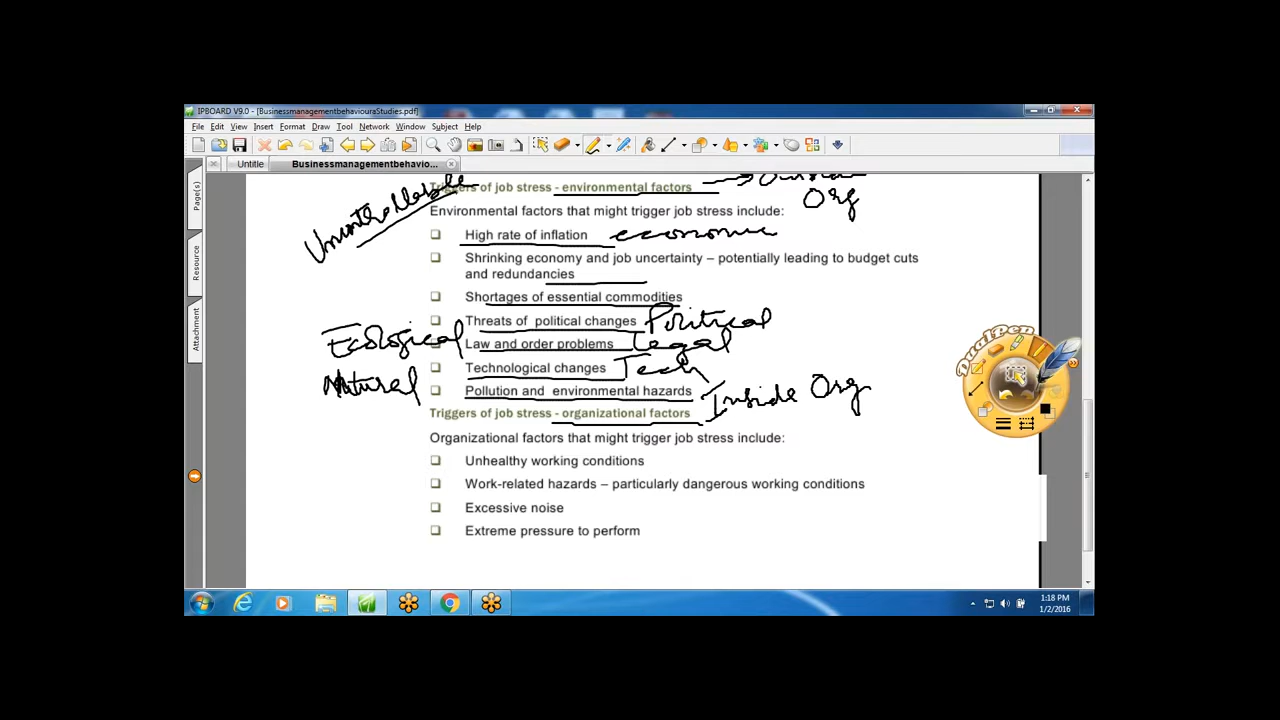 IPBOARD V9.0 - [BusinessmanagementbehaviouraStudies.pdf]
File Edit View Insert Format Draw Tool Network Window Subject Help
Untitle Businessmanagementbehavio...
Page(s)
Resource
Attachment
Triggers of job stress - environmental factors
Org
Uncontrollable
Environmental factors that might trigger job stress include:
High rate of inflation economic
Shrinking economy and job uncertainty – potentially leading to budget cuts
and redundancies
Shortages of essential commodities
Threats of political changes Political
Ecological
Law and order problems Legal
Technological changes Tech
Natural
Pollution and environmental hazards
Inside Org
Triggers of job stress - organizational factors
Organizational factors that might trigger job stress include:
Unhealthy working conditions
Work-related hazards – particularly dangerous working conditions
Excessive noise
Extreme pressure to perform
DualPen
1:18 PM
1/2/2016